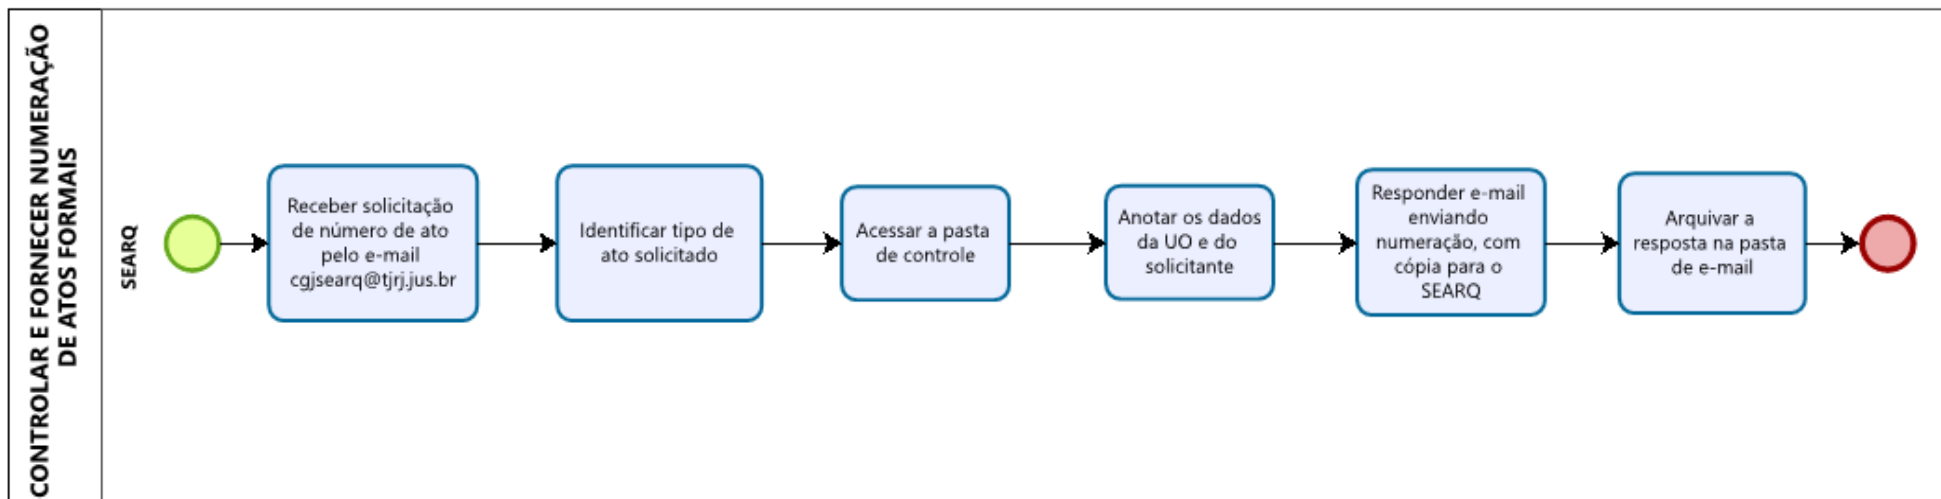 CONTROLAR E FORNECER NUMERAÇÃO
DE ATOS FORMAIS
SEARQ
Receber solicitação
de número de ato
pelo e-mail
cgjsearq@tjrj.jus.br
Identificar tipo de
ato solicitado
Acessar a pasta
de controle
Anotar os dados
da UO e do
solicitante
Responder e-mail
enviando
numeração, com
cópia para o
SEARQ
Arquivar a
resposta na pasta
de e-mail